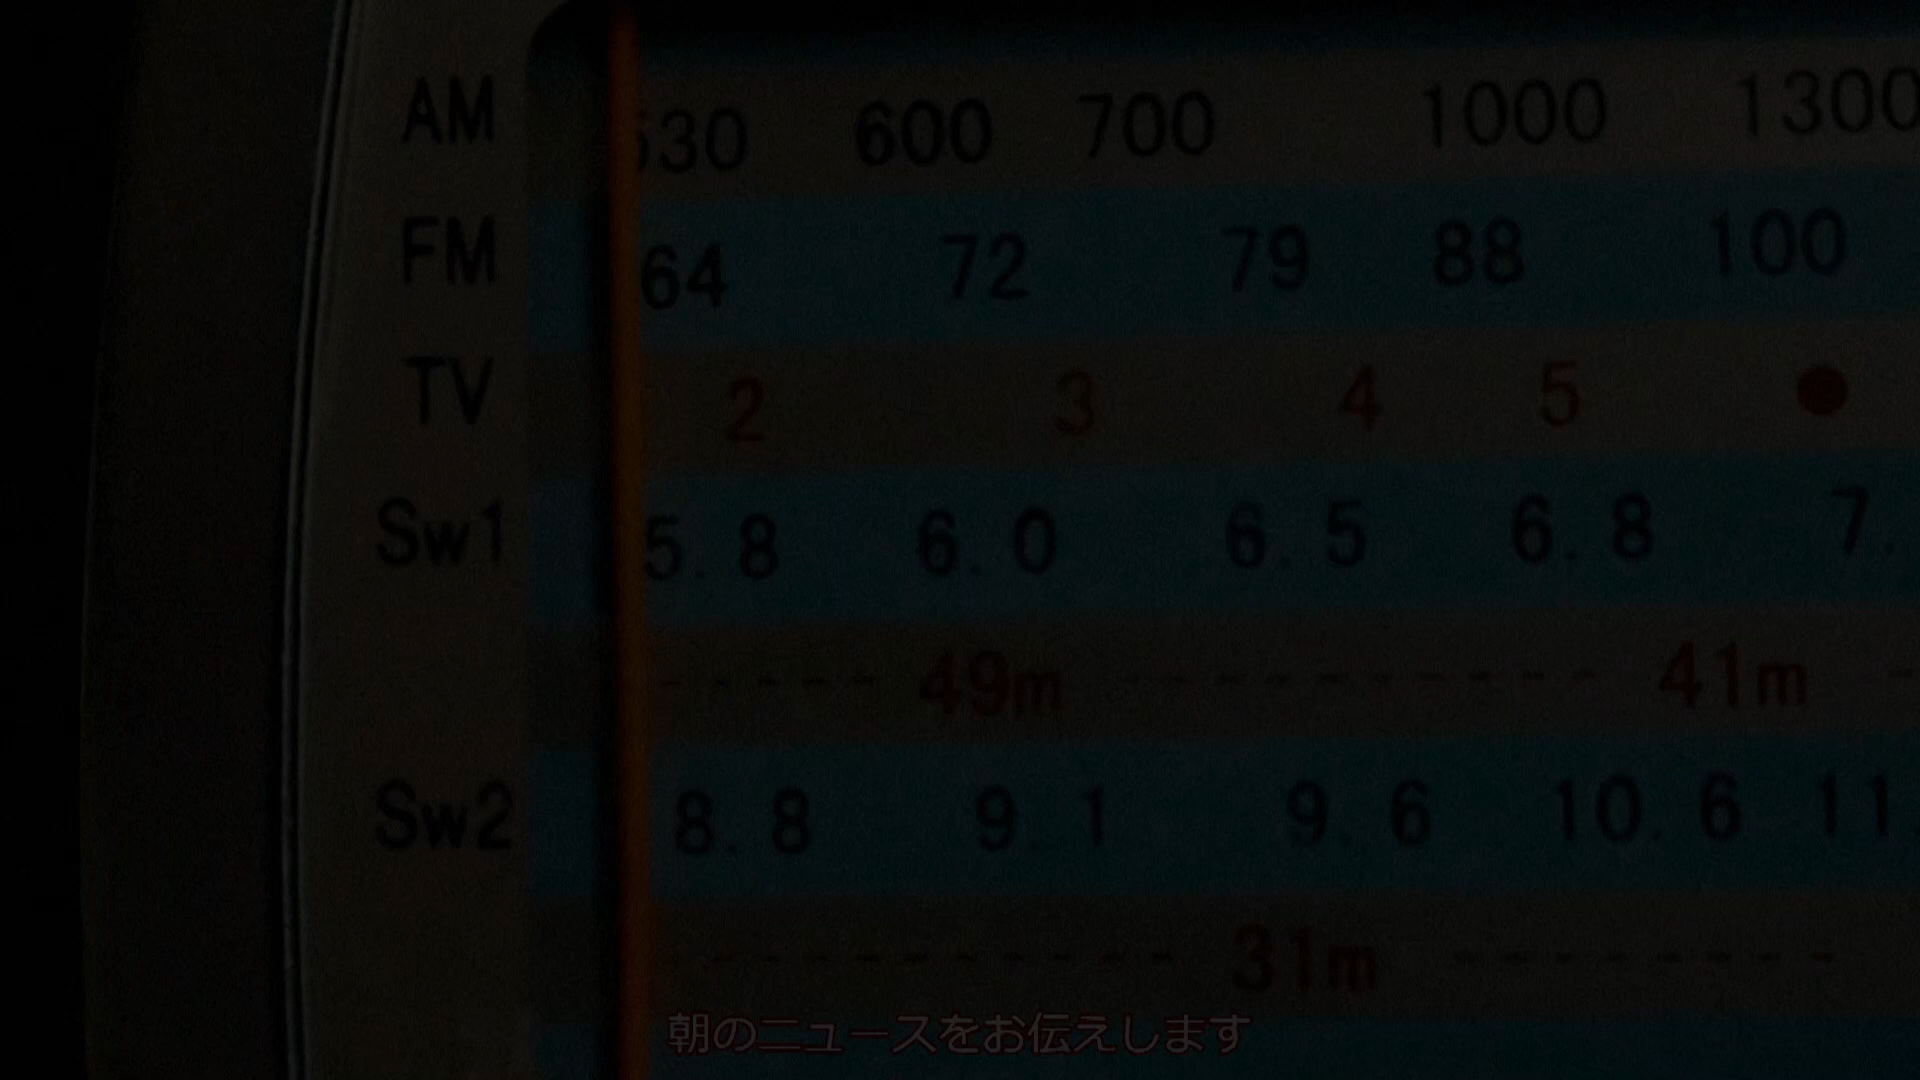 AM 530 600 700 1000 1300
FM 64 72 79 88 100
TV 2 3 4 5
Sw1 5.8 6.0 6.5 6.8 7.
49m 41m
Sw2 8.8 9.1 9.6 10.6 11
31m
朝のニュースをお伝えします